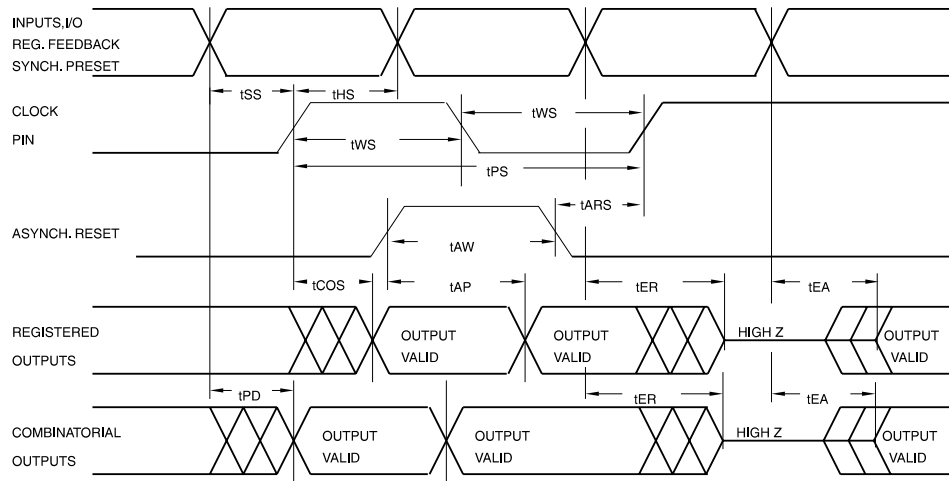 INPUTS,I/O
REG. FEEDBACK
SYNCH. PRESET
tSS
tHS
CLOCK
PIN
tWS
tWS
tPS
tARS
ASYNCH. RESET
tAW
tCOS
tAP
tER
tEA
REGISTERED
OUTPUTS
OUTPUT
VALID
OUTPUT
VALID
HIGH Z
OUTPUT
VALID
tPD
tER
tEA
COMBINATORIAL
OUTPUTS
OUTPUT
VALID
OUTPUT
VALID
HIGH Z
OUTPUT
VALID